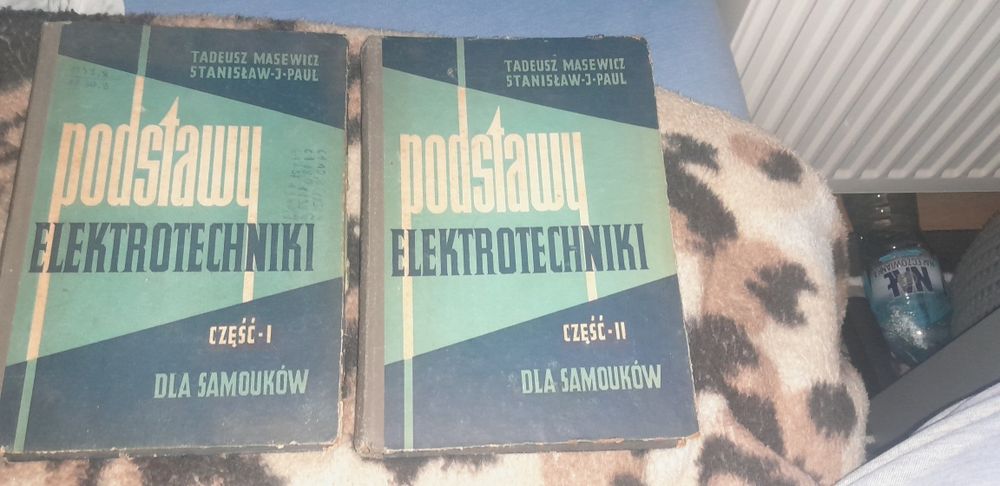 TADEUSZ MASEWICZ
STANISŁAW-J-PAUL
podstawy
ELEKTROTECHNIKI
CZĘŚĆ-I
DLA SAMOUKÓW
TADEUSZ MASEWICZ
STANISŁAW-J-PAUL
podstawy
ELEKTROTECHNIKI
CZĘŚĆ-II
DLA SAMOUKÓW